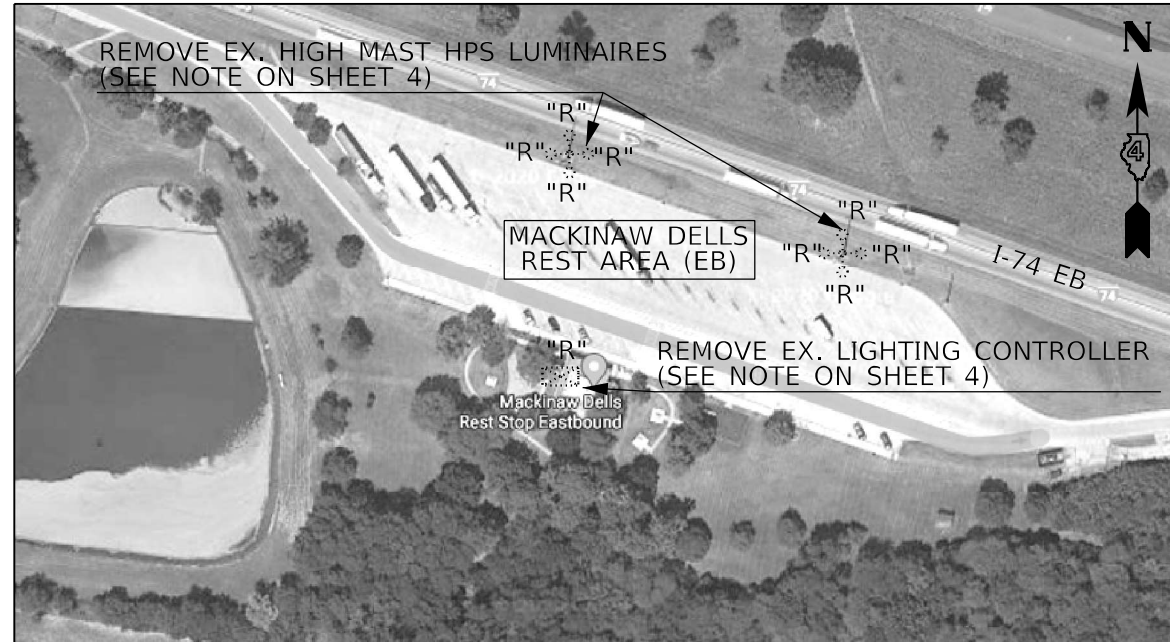 REMOVE EX. HIGH MAST HPS LUMINAIRES
(SEE NOTE ON SHEET 4)
N
74
"R"
"R"
"R"
"R"
4
74
"R"
"R"
"R"
"R"
MACKINAW DELLS
REST AREA (EB)
I-74 EB
74
"R"
REMOVE EX. LIGHTING CONTROLLER
(SEE NOTE ON SHEET 4)
Mackinaw Dells
Rest Stop Eastbound